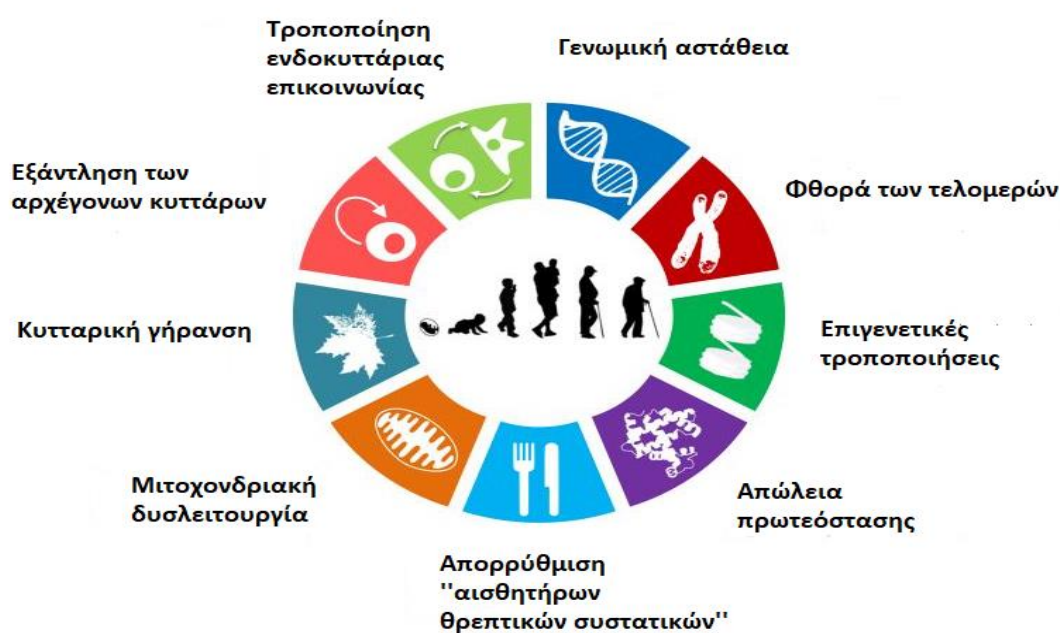 Τροποποίηση
ενδοκυττάριας
επικοινωνίας
Γενωμική αστάθεια
Εξάντληση των
αρχέγονων κυττάρων
Φθορά των τελομερών
Κυτταρική γήρανση
Επιγενετικές
τροποποιήσεις
Μιτοχονδριακή
δυσλειτουργία
Απώλεια
πρωτεόστασης
Απορρύθμιση
''αισθητήρων
θρεπτικών συστατικών''